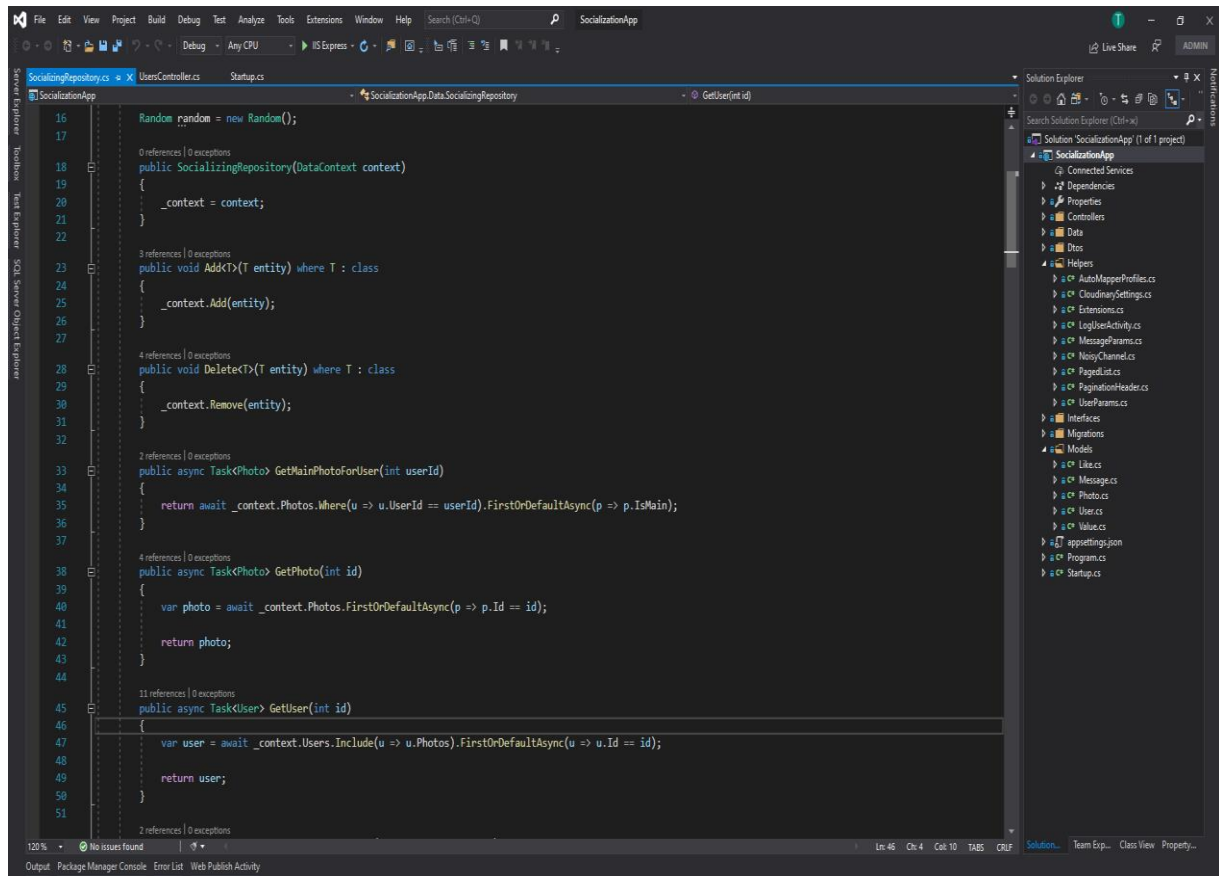 File Edit View Project Build Debug Test Analyze Tools Extensions Window Help Search (Ctrl+Q) SocializationApp T
Debug Any CPU IIS Express Live Share ADMIN
SocializingRepository.cs UsersController.cs Startup.cs
SocializationApp SocializationApp.Data.SocializingRepository GetUser(int id)
Server Explorer Toolbox Test Explorer SQL Server Object Explorer
16 Random random = new Random();
17
0 references | 0 exceptions
18 public SocializingRepository(DataContext context)
19 {
20 _context = context;
21 }
22
3 references | 0 exceptions
23 public void Add<T>(T entity) where T : class
24 {
25 _context.Add(entity);
26 }
27
4 references | 0 exceptions
28 public void Delete<T>(T entity) where T : class
29 {
30 _context.Remove(entity);
31 }
32
2 references | 0 exceptions
33 public async Task<Photo> GetMainPhotoForUser(int userId)
34 {
35 return await _context.Photos.Where(u => u.UserId == userId).FirstOrDefaultAsync(p => p.IsMain);
36 }
37
4 references | 0 exceptions
38 public async Task<Photo> GetPhoto(int id)
39 {
40 var photo = await _context.Photos.FirstOrDefaultAsync(p => p.Id == id);
41
42 return photo;
43 }
44
11 references | 0 exceptions
45 public async Task<User> GetUser(int id)
46 {
47 var user = await _context.Users.Include(u => u.Photos).FirstOrDefaultAsync(u => u.Id == id);
48
49 return user;
50 }
51
2 references | 0 exceptions
120% No issues found Ln: 46 Ch: 4 Col: 10 TABS CRLF
Output Package Manager Console Error List Web Publish Activity
Solution Explorer
Search Solution Explorer (Ctrl+ж)
Solution 'SocializationApp' (1 of 1 project)
SocializationApp
Connected Services
Dependencies
Properties
Controllers
Data
Dtos
Helpers
C# AutoMapperProfiles.cs
C# CloudinarySettings.cs
C# Extensions.cs
C# LogUserActivity.cs
C# MessageParams.cs
C# NoisyChannel.cs
C# PagedList.cs
C# PaginationHeader.cs
C# UserParams.cs
Interfaces
Migrations
Models
C# Like.cs
C# Message.cs
C# Photo.cs
C# User.cs
C# Value.cs
appsettings.json
C# Program.cs
C# Startup.cs
Solution... Team Exp... Class View Property...
Notifications